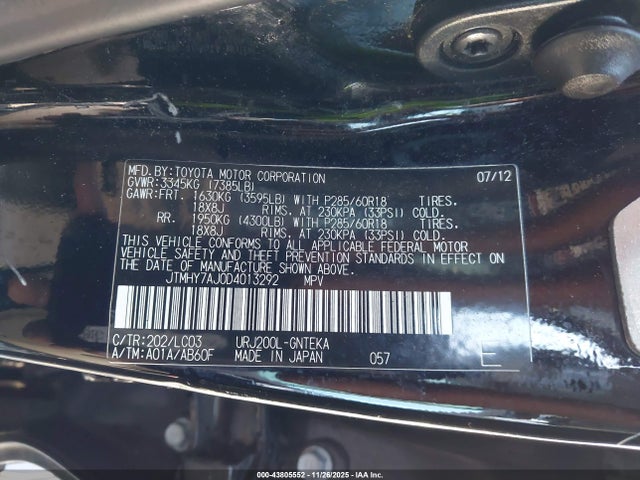 MFD. BY: TOYOTA MOTOR CORPORATION 07/12
GVWR: 3345KG (7385LB)
GAWR: FRT. 1630KG (3595LB) WITH P285/60R18 TIRES.
18X8J RIMS. AT 230KPA (33PSI) COLD.
RR. 1950KG (4300LB) WITH P285/60R18 TIRES.
18X8J RIMS. AT 230KPA (33PSI) COLD.
THIS VEHICLE CONFORMS TO ALL APPLICABLE FEDERAL MOTOR
VEHICLE SAFETY AND THEFT PREVENTION STANDARDS IN EFFECT
ON THE DATE OF MANUFACTURE SHOWN ABOVE.
JTMHY7AJ0D4013292 MPV
C/TR: 202/LC03 URJ200L-GNTEKA
A/TM: A01A/AB60F MADE IN JAPAN 057 E
000-43805552 - 11/26/2025 - IAA Inc.